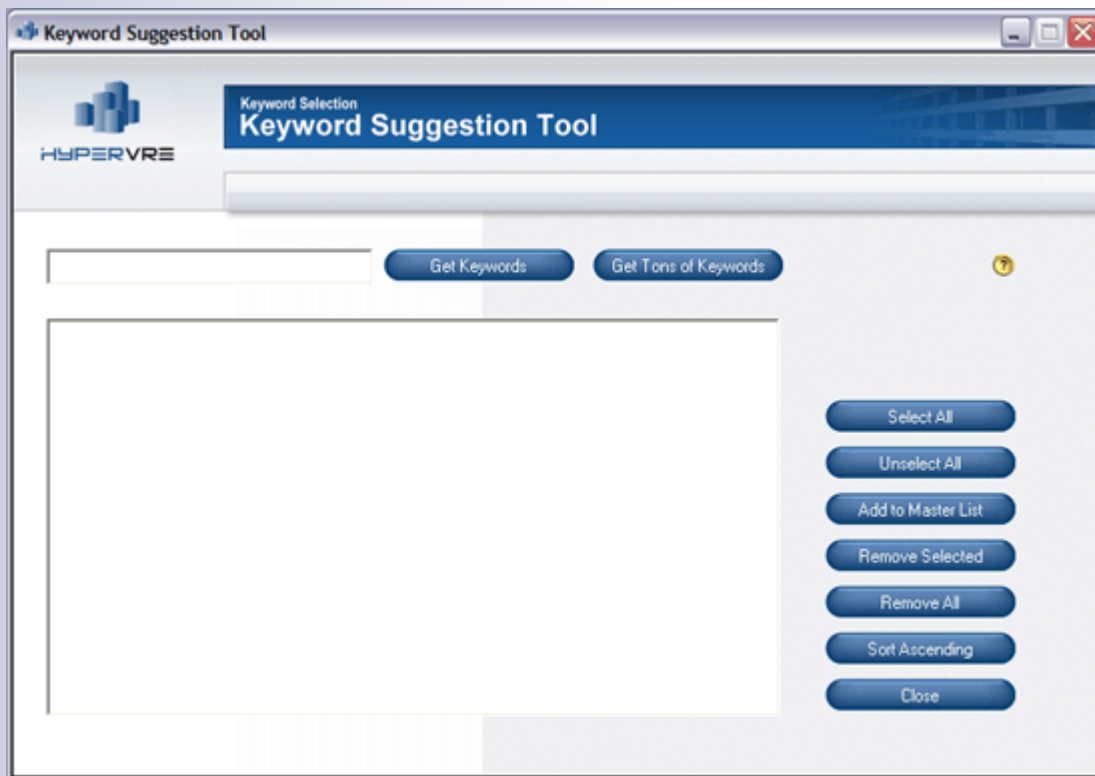 Keyword Suggestion Tool
HYPERVRE
Keyword Selection
Keyword Suggestion Tool
Get Keywords
Get Tons of Keywords
?
Select All
Unselect All
Add to Master List
Remove Selected
Remove All
Sort Ascending
Close